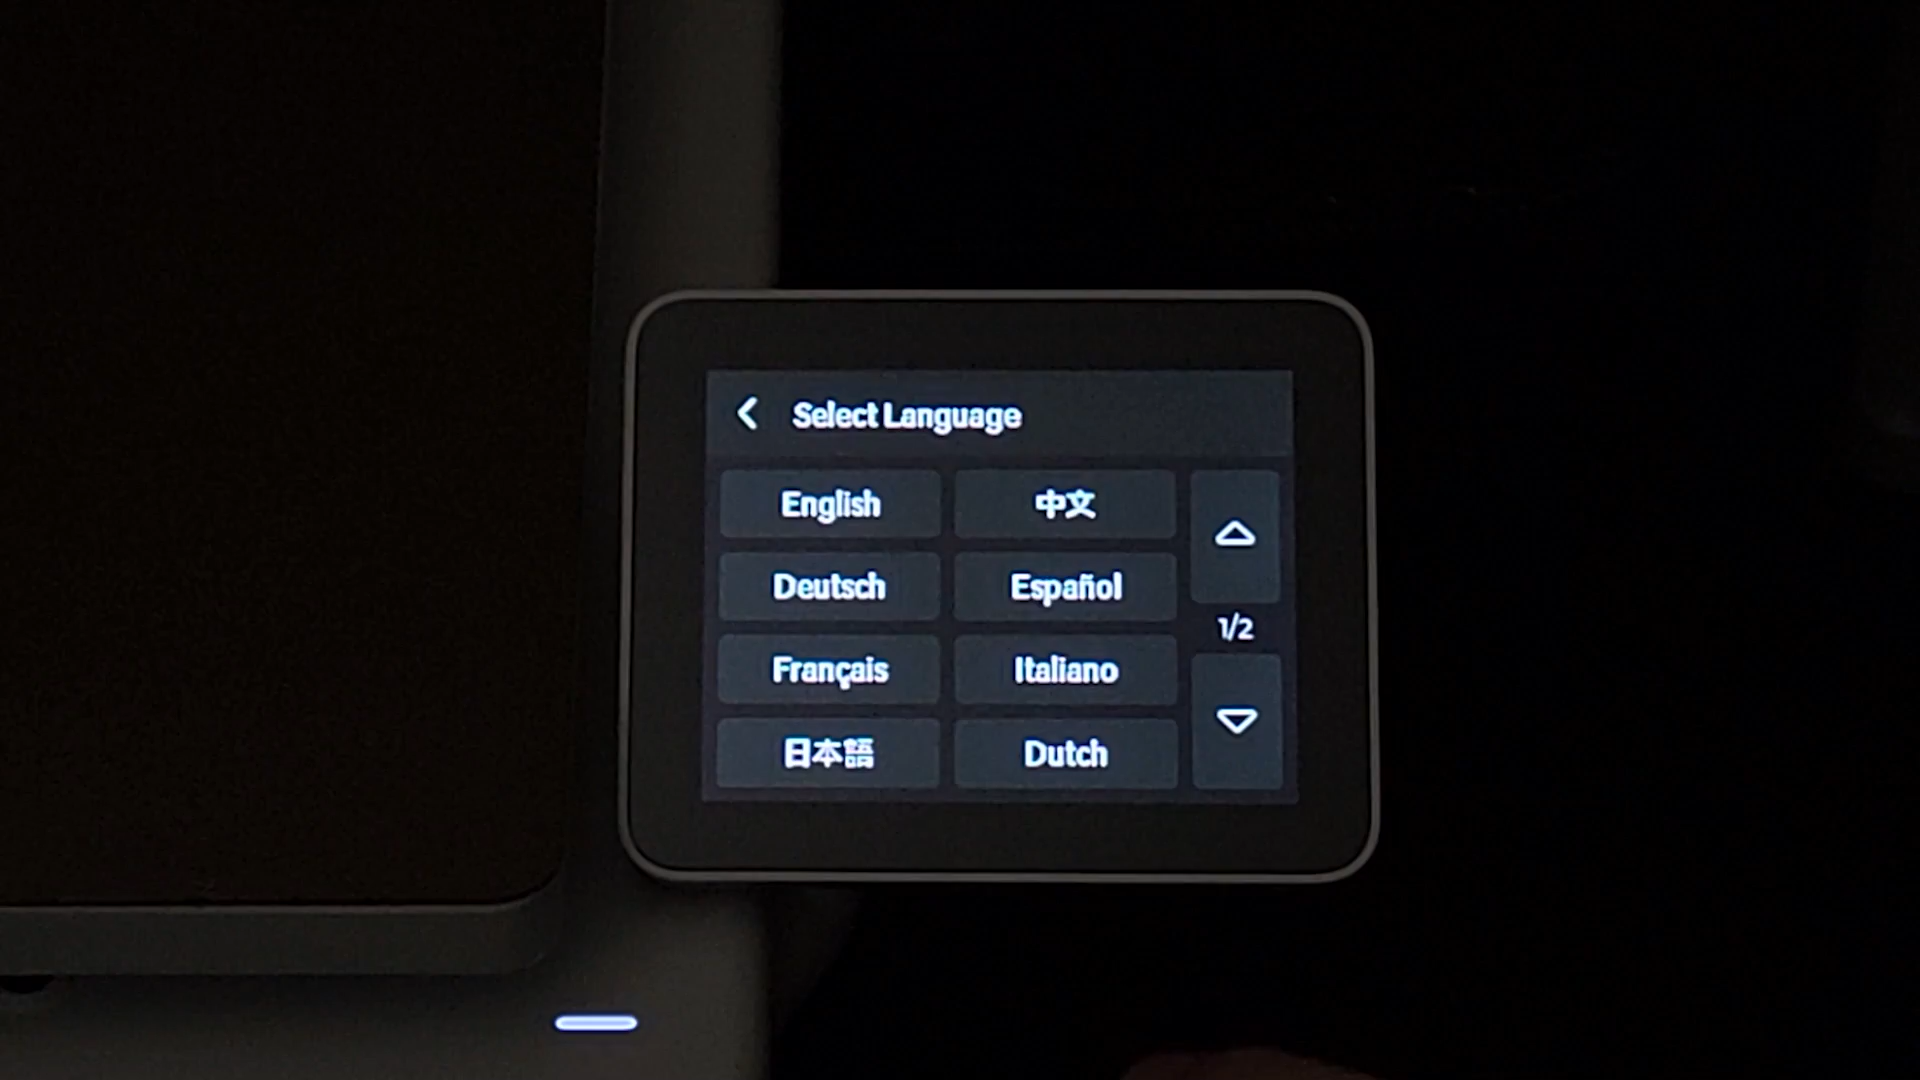 Select Language
English
中文
Deutsch
Español
1/2
Français
Italiano
日本語
Dutch